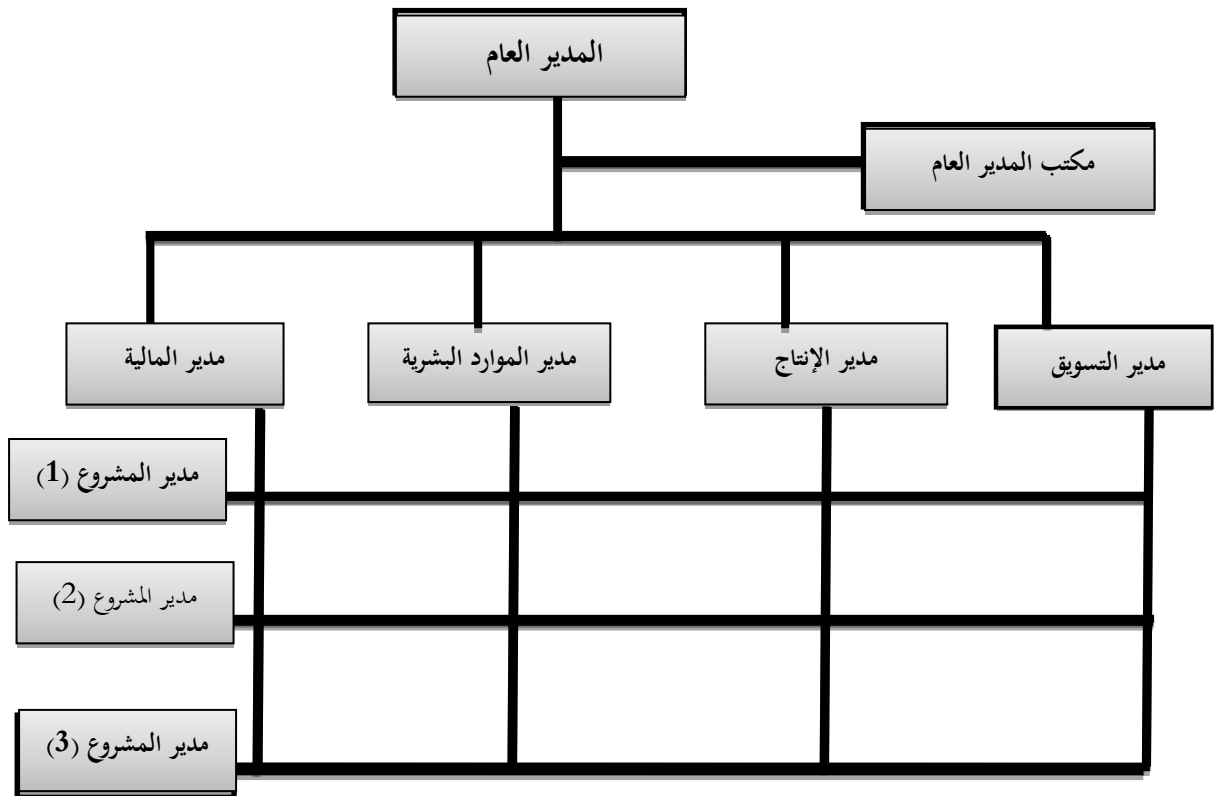 المدير العام
مكتب المدير العام
مدير التسويق
مدير الإنتاج
مدير الموارد البشرية
مدير المالية
مدير المشروع (1)
مدير المشروع (2)
مدير المشروع (3)